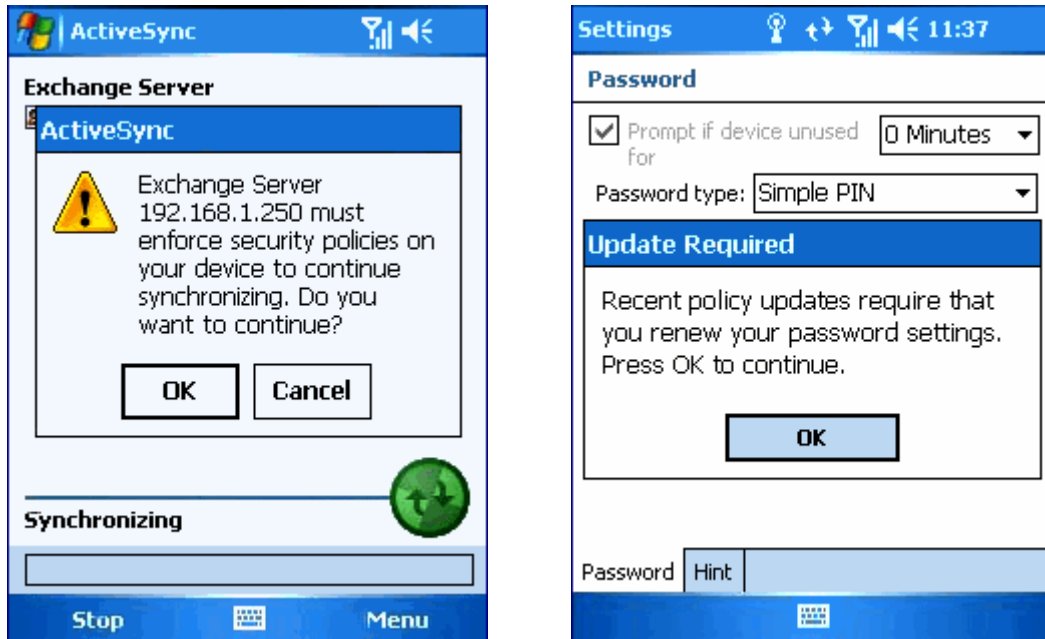 ActiveSync
Exchange Server
ActiveSync
Exchange Server
192.168.1.250 must
enforce security policies on
your device to continue
synchronizing. Do you
want to continue?
OK Cancel
Synchronizing
Stop Menu
Settings 11:37
Password
Prompt if device unused
for
0 Minutes
Password type: Simple PIN
Update Required
Recent policy updates require that
you renew your password settings.
Press OK to continue.
OK
Password Hint